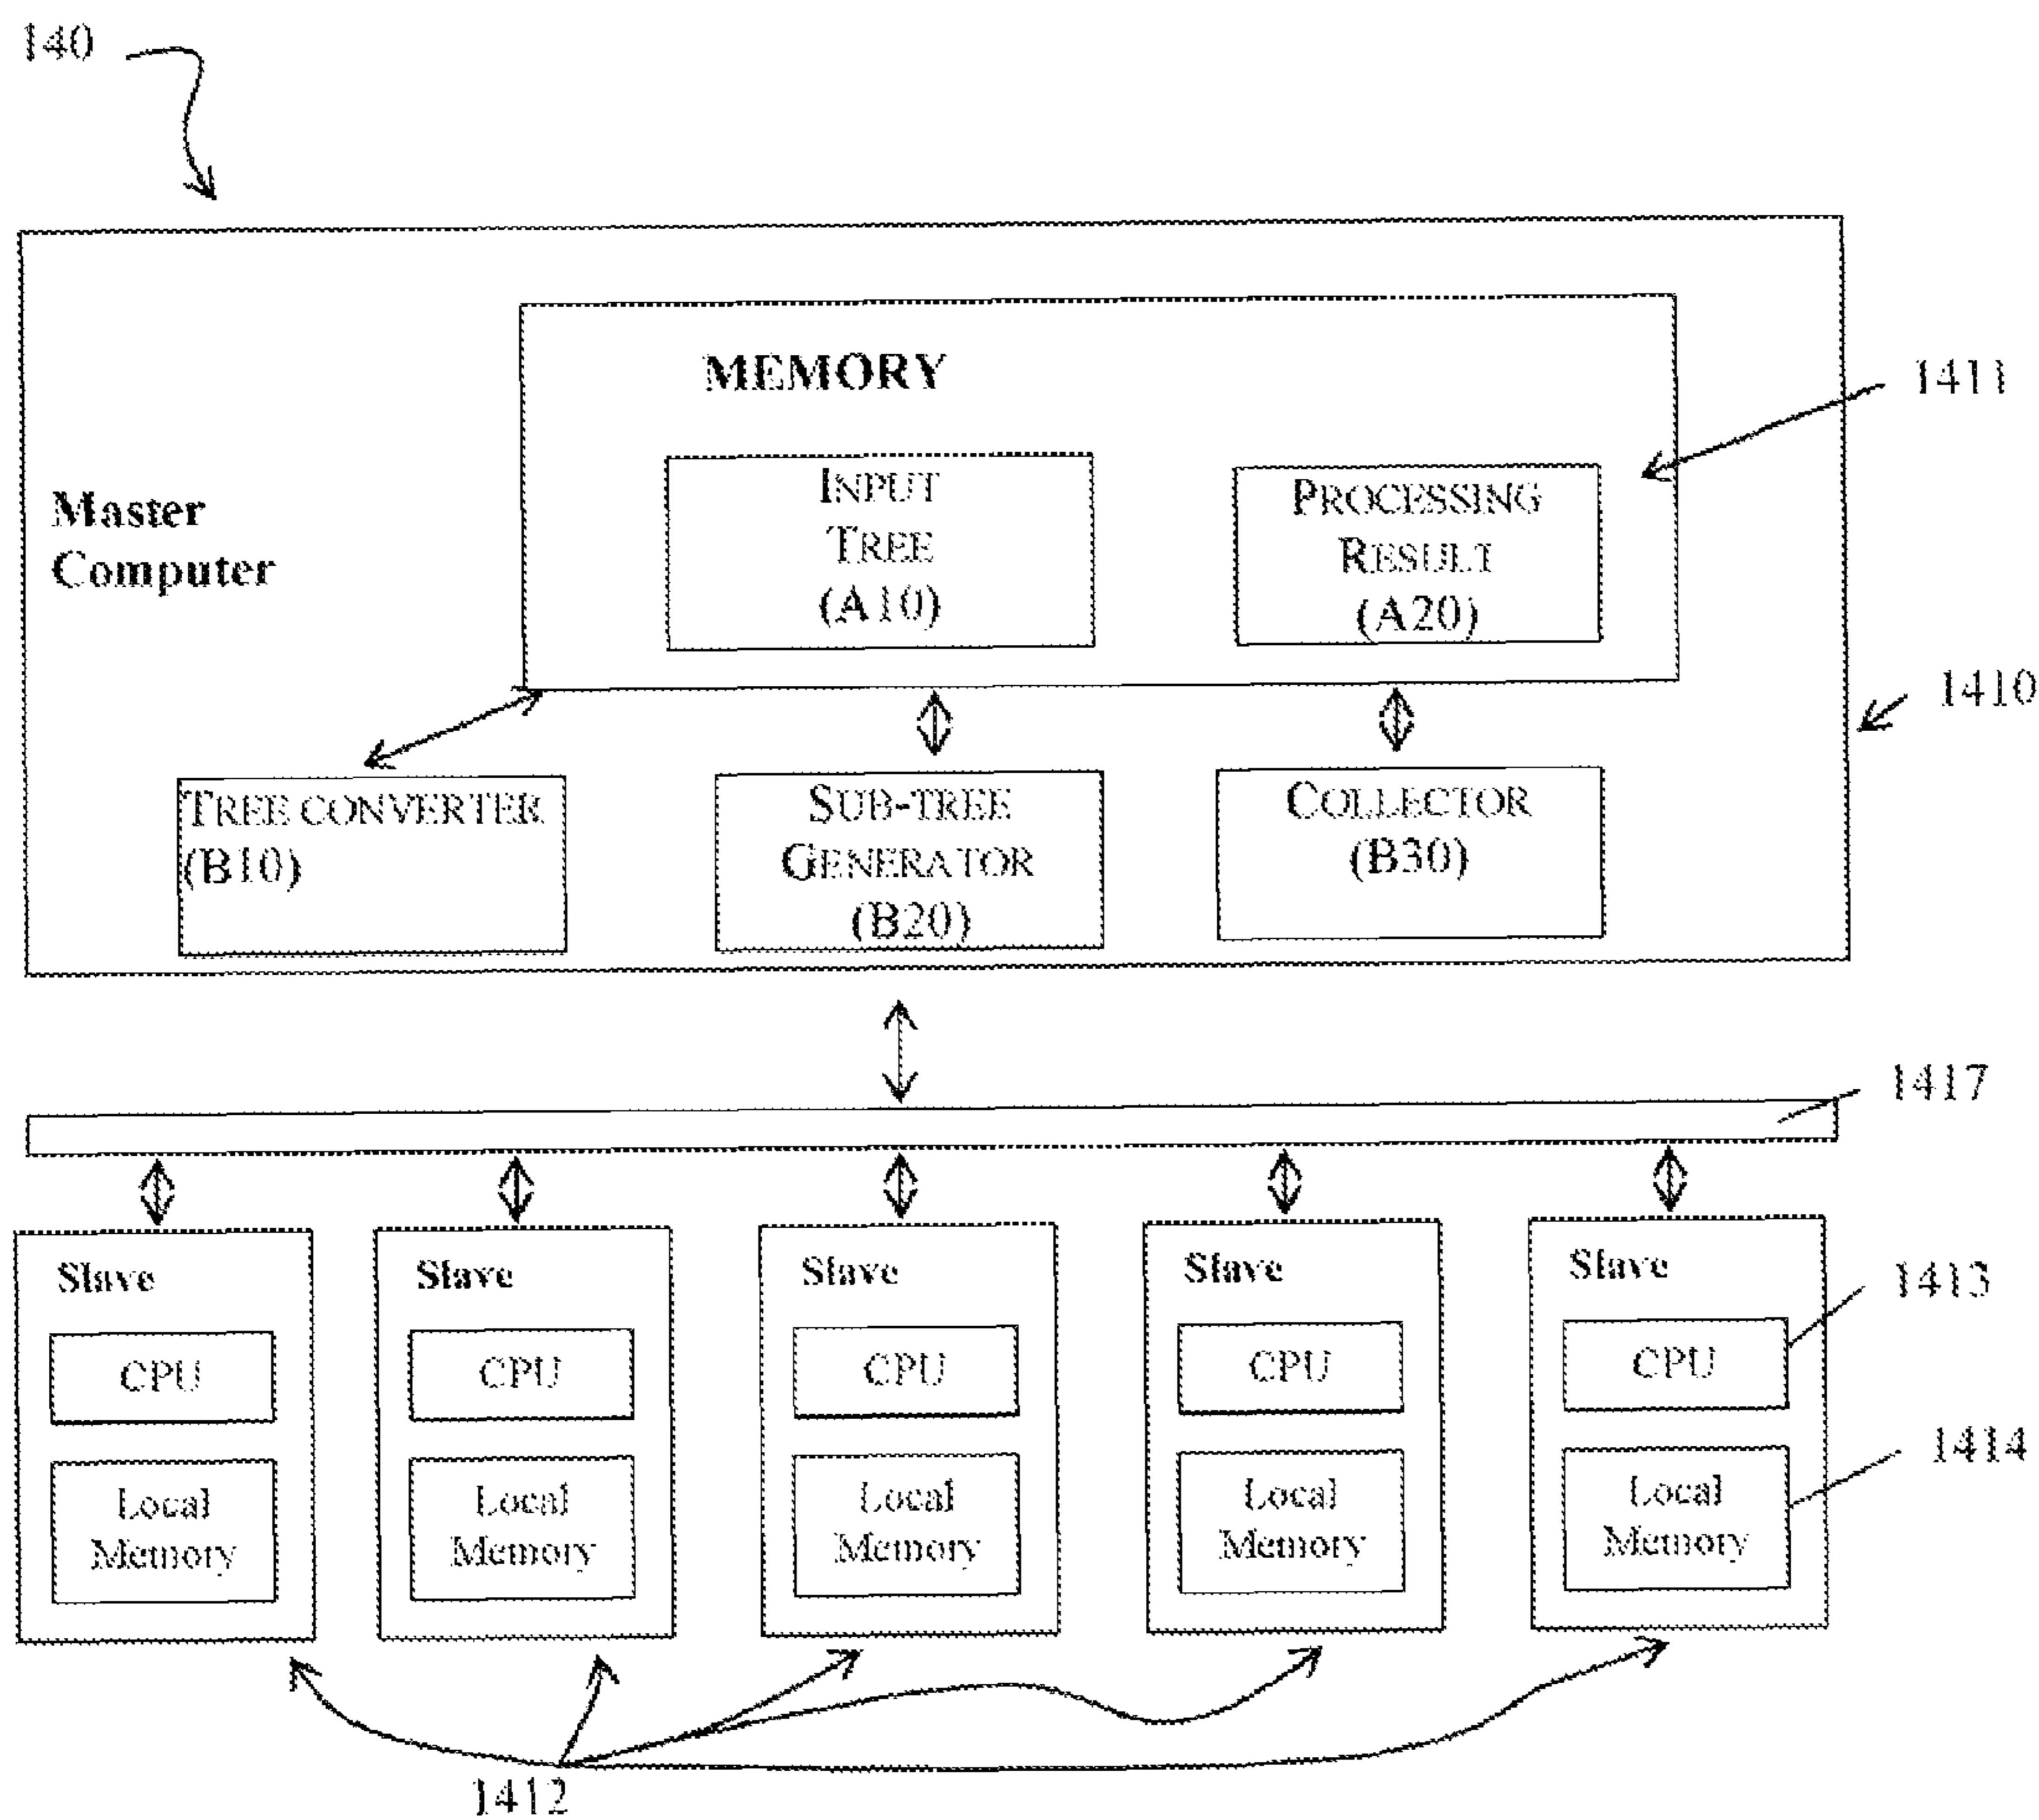 140
MEMORY
1411
INPUT
TREE
(A10)
PROCESSING
RESULT
(A20)
Master
Computer
1410
TREE CONVERTER
(B10)
SUB-TREE
GENERATOR
(B20)
COLLECTOR
(B30)
1417
Slave
CPU
Local
Memory
Slave
CPU
Local
Memory
Slave
CPU
Local
Memory
Slave
CPU
Local
Memory
Slave
CPU
Local
Memory
1413
1414
1412